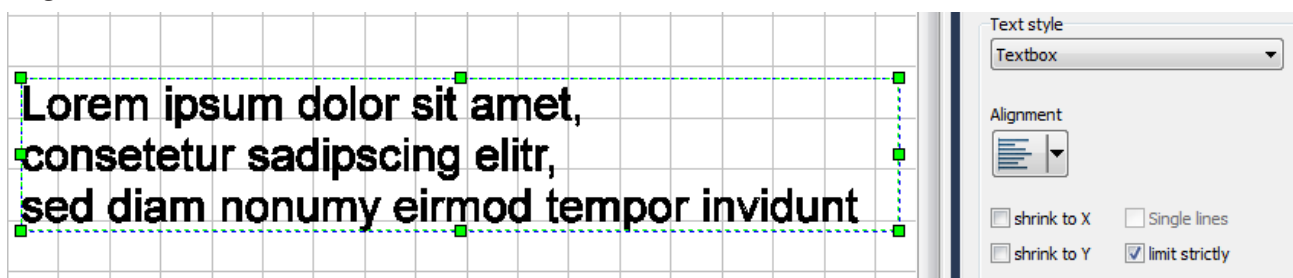 Lorem ipsum dolor sit amet,
consetetur sadipscing elitr,
sed diam nonumy eirmod tempor invidunt
Text style
Textbox
Alignment
shrink to X
Single lines
shrink to Y
limit strictly